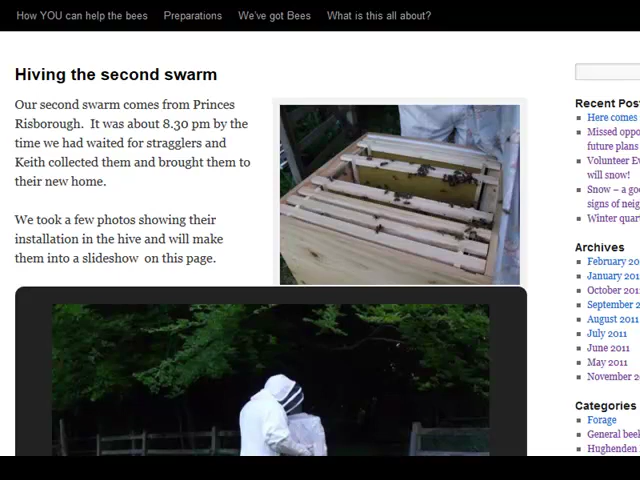 How YOU can help the bees
Preparations
We've got Bees
What is this all about?
Hiving the second swarm
Our second swarm comes from Princes
Risborough. It was about 8.30 pm by the
time we had waited for stragglers and
Keith collected them and brought them to
their new home.
We took a few photos showing their
installation in the hive and will make
them into a slideshow on this page.
Recent Pos
Here comes
Missed oppo
future plans
Volunteer Ev
will snow!
Snow – a goo
signs of neig
Winter quar
Archives
February 20
January 201
October 201
September 2
August 2011
July 2011
June 2011
May 2011
November 2
Categories
Forage
General beek
Hughenden